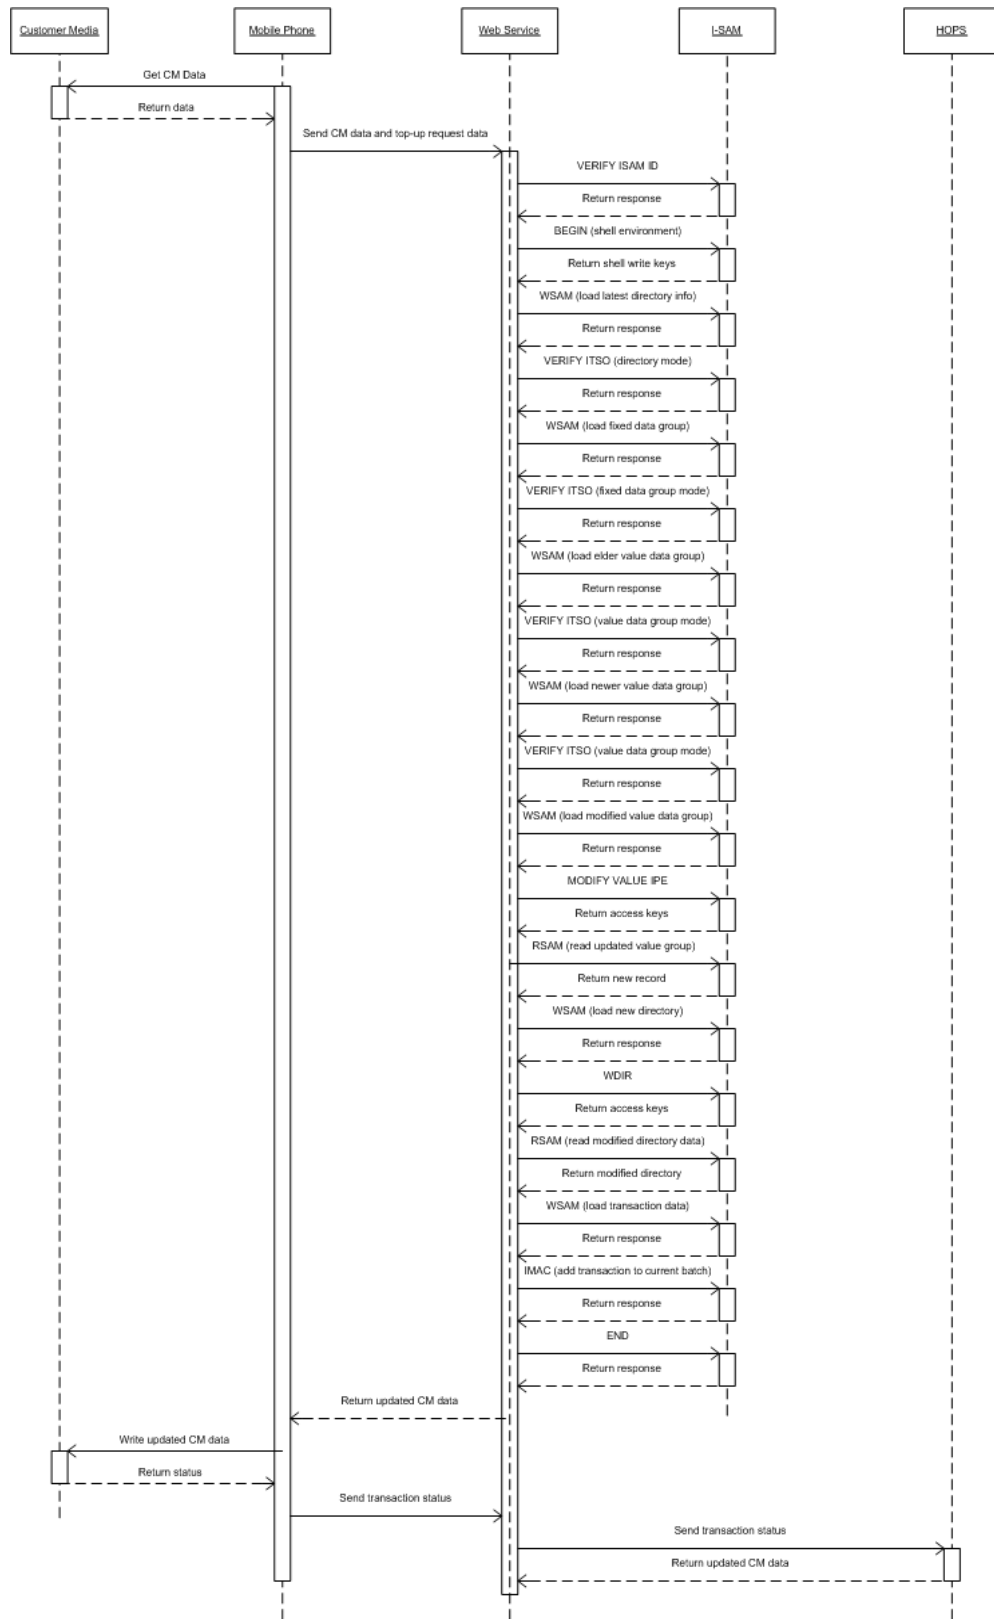 Customer Media
Mobile Phone
Web Service
I-SAM
HOPS
Get CM Data
Return data
Send CM data and top-up request data
VERIFY ISAM ID
Return response
BEGIN (shell environment)
Return shell write keys
WSAM (load latest directory info)
Return response
VERIFY ITSO (directory mode)
Return response
WSAM (load fixed data group)
Return response
VERIFY ITSO (fixed data group mode)
Return response
WSAM (load elder value data group)
Return response
VERIFY ITSO (value data group mode)
Return response
WSAM (load newer value data group)
Return response
VERIFY ITSO (value data group mode)
Return response
WSAM (load modified value data group)
Return response
MODIFY VALUE IPE
Return access keys
RSAM (read updated value group)
Return new record
WSAM (load new directory)
Return response
WDIR
Return access keys
RSAM (read modified directory data)
Return modified directory
WSAM (load transaction data)
Return response
IMAC (add transaction to current batch)
Return response
END
Return response
Return updated CM data
Write updated CM data
Return status
Send transaction status
Send transaction status
Return updated CM data